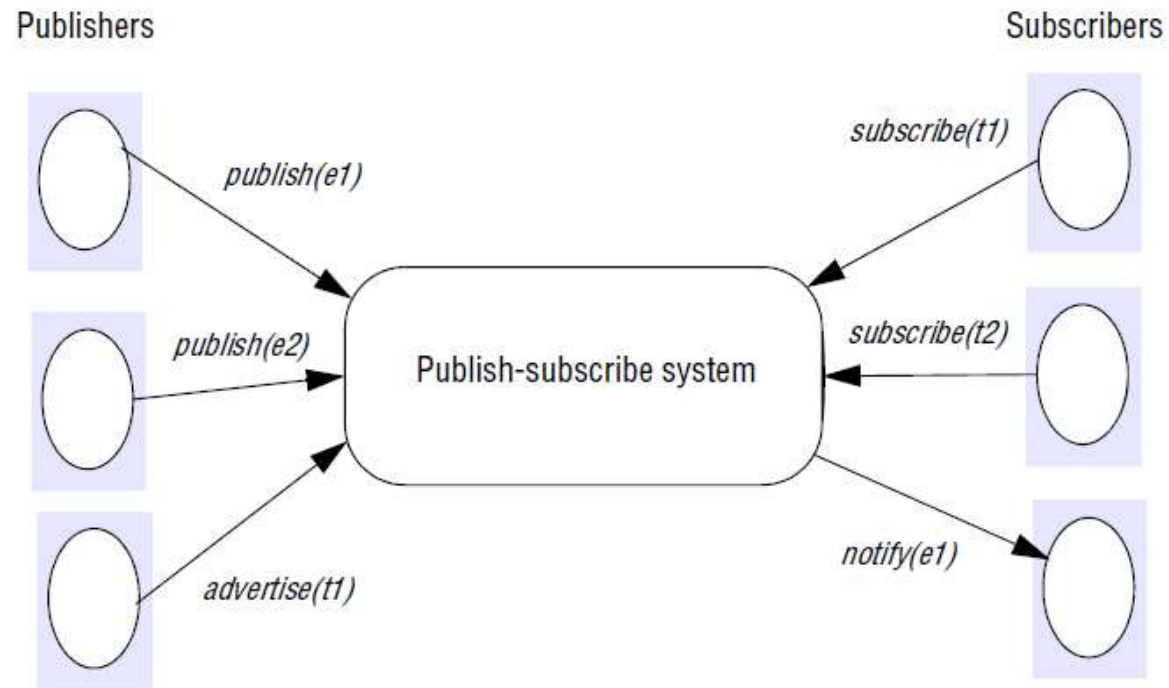 Publishers
Subscribers
subscribe(t1)
publish(e1)
subscribe(t2)
publish(e2)
Publish-subscribe system
notify(e1)
advertise(t1)